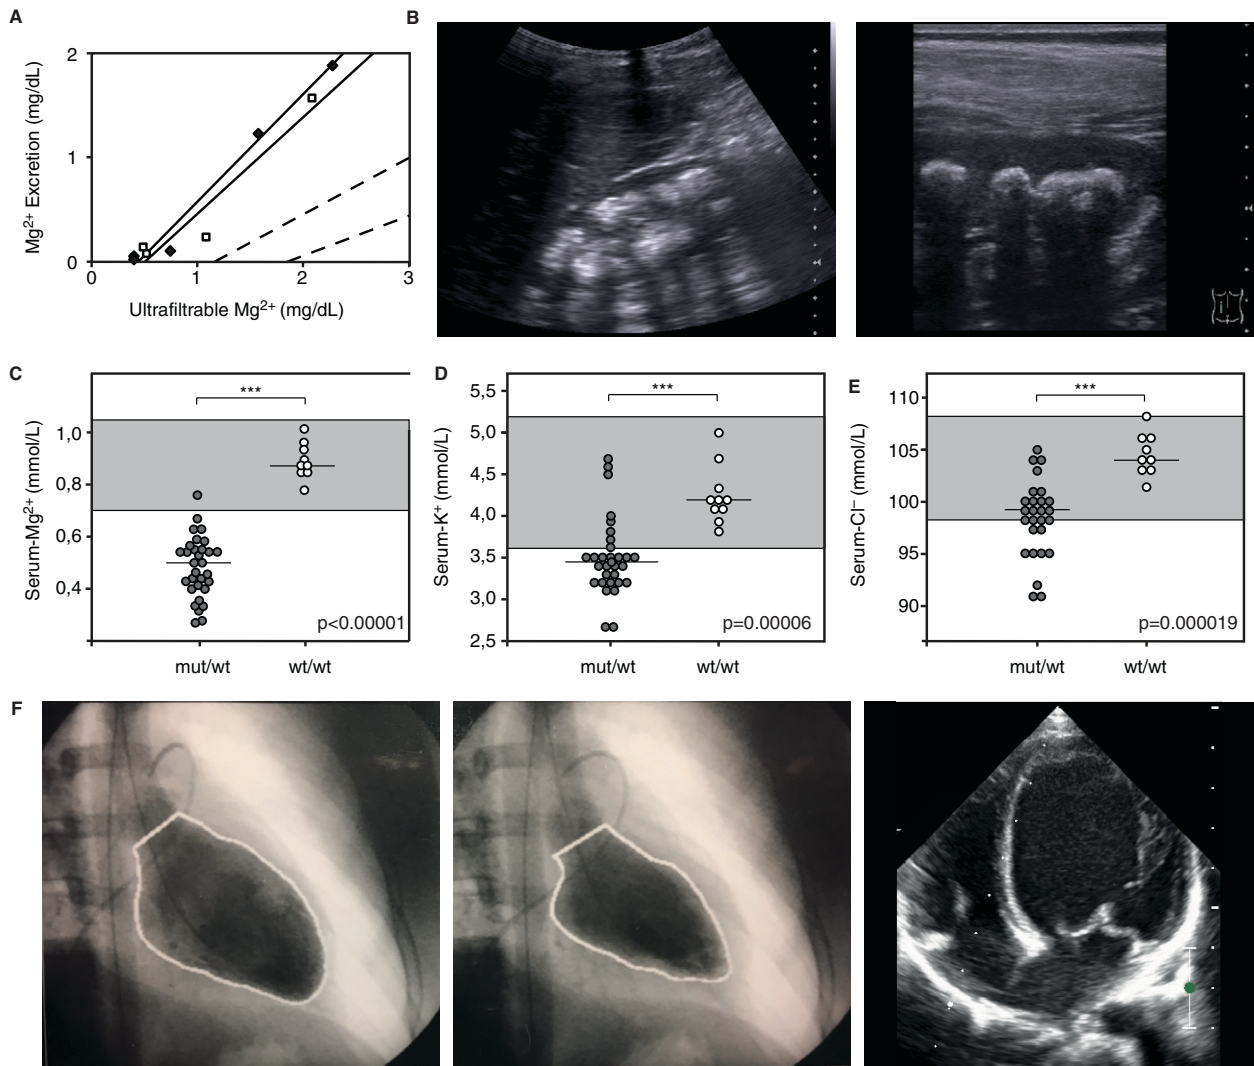 A
Mg²⁺ Excretion (mg/dL)
2
1
0
0 1 2 3
Ultrafiltrable Mg²⁺ (mg/dL)
B
i
C
Serum-Mg²⁺ (mmol/L)
1,0
0,8
0,6
0,4
***
p<0.00001
mut/wt wt/wt
D
Serum-K⁺ (mmol/L)
5,5
5,0
4,5
4,0
3,5
3,0
2,5
***
p=0.00006
mut/wt wt/wt
E
Serum-Cl⁻ (mmol/L)
110
105
100
95
90
***
p=0.000019
mut/wt wt/wt
F